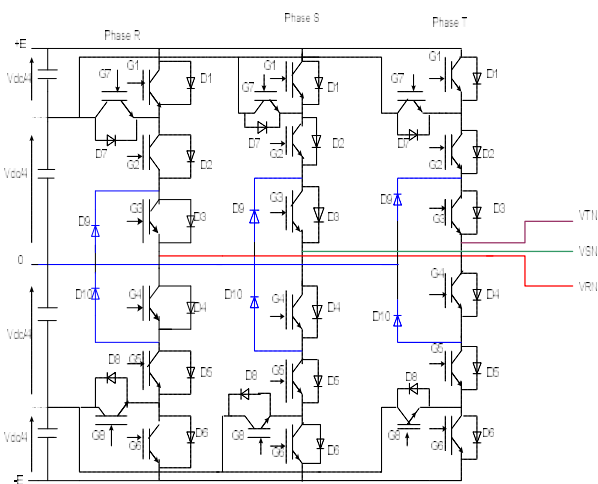 Phase R
Phase S
Phase T
+E
G1
G1
G1
G7
G7
G7
D1
D1
D1
Vdc/4
D7
D7
D7
G2
G2
G2
D2
D2
D2
Vdc/4
D9
D9
D9
G3
G3
G3
D3
D3
D3
VTN
VSN
0
VRN
D10
D10
D10
G4
G4
G4
D4
D4
D4
Vdc/4
G5
G5
G5
D8
D8
D8
D5
D5
D5
G8
G8
G8
Vdc/4
G6
G6
G6
D6
D6
D6
-E